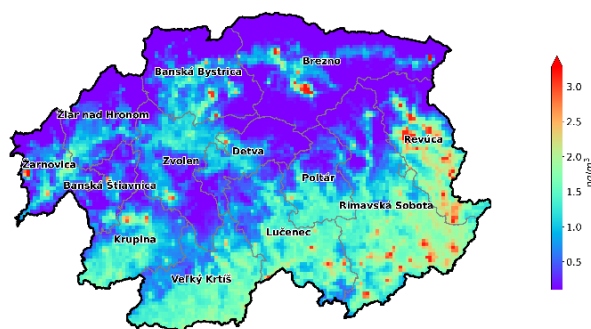 Brezno
Banská Bystrica
Žiar nad Hronom
Revúca
Detva
Zvolen
Žarnovica
Poltár
Banská Štiavnica
Rimavská Sobota
Lučenec
Krupina
Veľký Krtíš
3.0
2.5
2.0
1.5
1.0
0.5
ng/m³